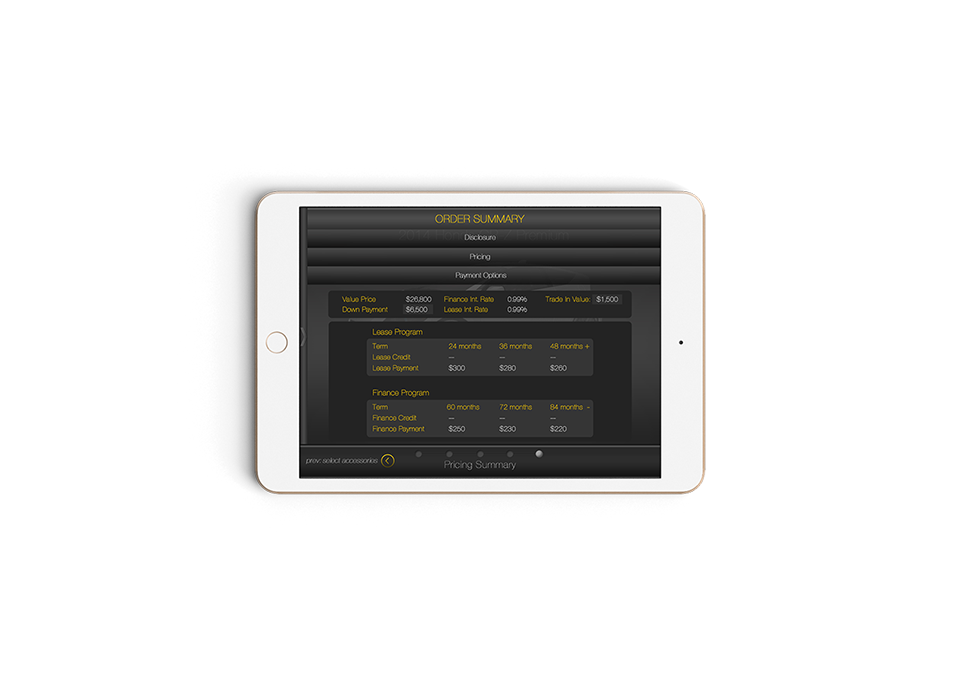 ORDER SUMMARY
Disclosure
Pricing
Payment Options
Value Price $26,800 Finance Int. Rate 0.99% Trade In Value: $1,500
Down Payment $6,500 Lease Int. Rate 0.99%
Lease Program
Term 24 months 36 months 48 months +
Lease Credit — — —
Lease Payment $300 $280 $260
Finance Program
Term 60 months 72 months 84 months -
Finance Credit — — —
Finance Payment $250 $230 $220
prev: select accessories <
Pricing Summary